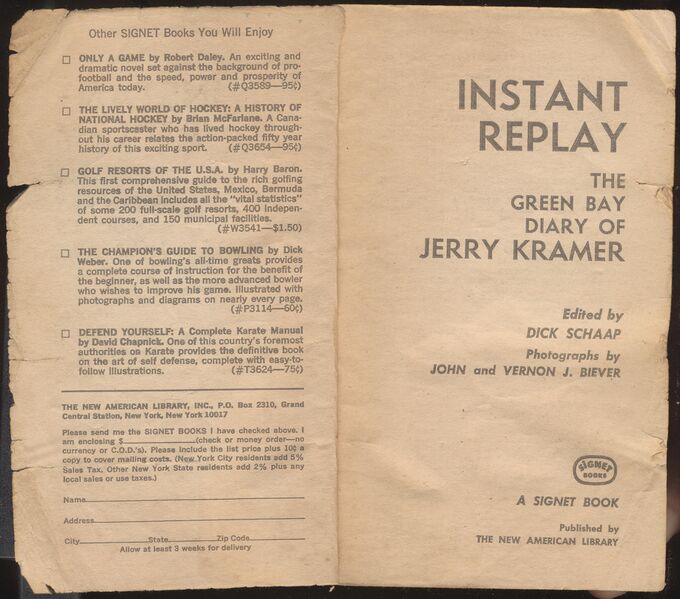 Other SIGNET Books You Will Enjoy
ONLY A GAME by Robert Daley. An exciting and
dramatic novel set against the background of pro-
football and the speed, power and prosperity of
America today. (#Q3589—95¢)
THE LIVELY WORLD OF HOCKEY: A HISTORY OF
NATIONAL HOCKEY by Brian McFarlane. A Cana-
dian sportscaster who has lived hockey through-
out his career relates the action-packed fifty year
history of this exciting sport. (#Q3654—95¢)
GOLF RESORTS OF THE U.S.A. by Harry Baron.
This first comprehensive guide to the rich golfing
resources of the United States, Mexico, Bermuda
and the Caribbean includes all the "vital statistics"
of some 200 full-scale golf resorts, 400 indepen-
dent courses, and 150 municipal facilities.
(#W3541—$1.50)
THE CHAMPION'S GUIDE TO BOWLING by Dick
Weber. One of bowling's all-time greats provides
a complete course of instruction for the benefit of
the beginner, as well as the more advanced bowler
who wishes to improve his game. Illustrated with
photographs and diagrams on nearly every page.
(#P3114—60¢)
DEFEND YOURSELF: A Complete Karate Manual
by David Chapnick. One of this country's foremost
authorities on Karate provides the definitive book
on the art of self defense, complete with easy-to-
follow illustrations. (#T3624—75¢)
THE NEW AMERICAN LIBRARY, INC., P.O. Box 2310, Grand
Central Station, New York, New York 10017
Please send me the SIGNET BOOKS I have checked above. I
am enclosing $ (check or money order—no
currency or C.O.D.'s). Please include the list price plus 10¢ a
copy to cover mailing costs. (New York City residents add 5%
Sales Tax. Other New York State residents add 2% plus any
local sales or use taxes.)
Name
Address
City State Zip Code
Allow at least 3 weeks for delivery
INSTANT
REPLAY
THE
GREEN BAY
DIARY OF
JERRY KRAMER
Edited by
DICK SCHAAP
Photographs by
JOHN and VERNON J. BIEVER
SIGNET
BOOKS
A SIGNET BOOK
Published by
THE NEW AMERICAN LIBRARY